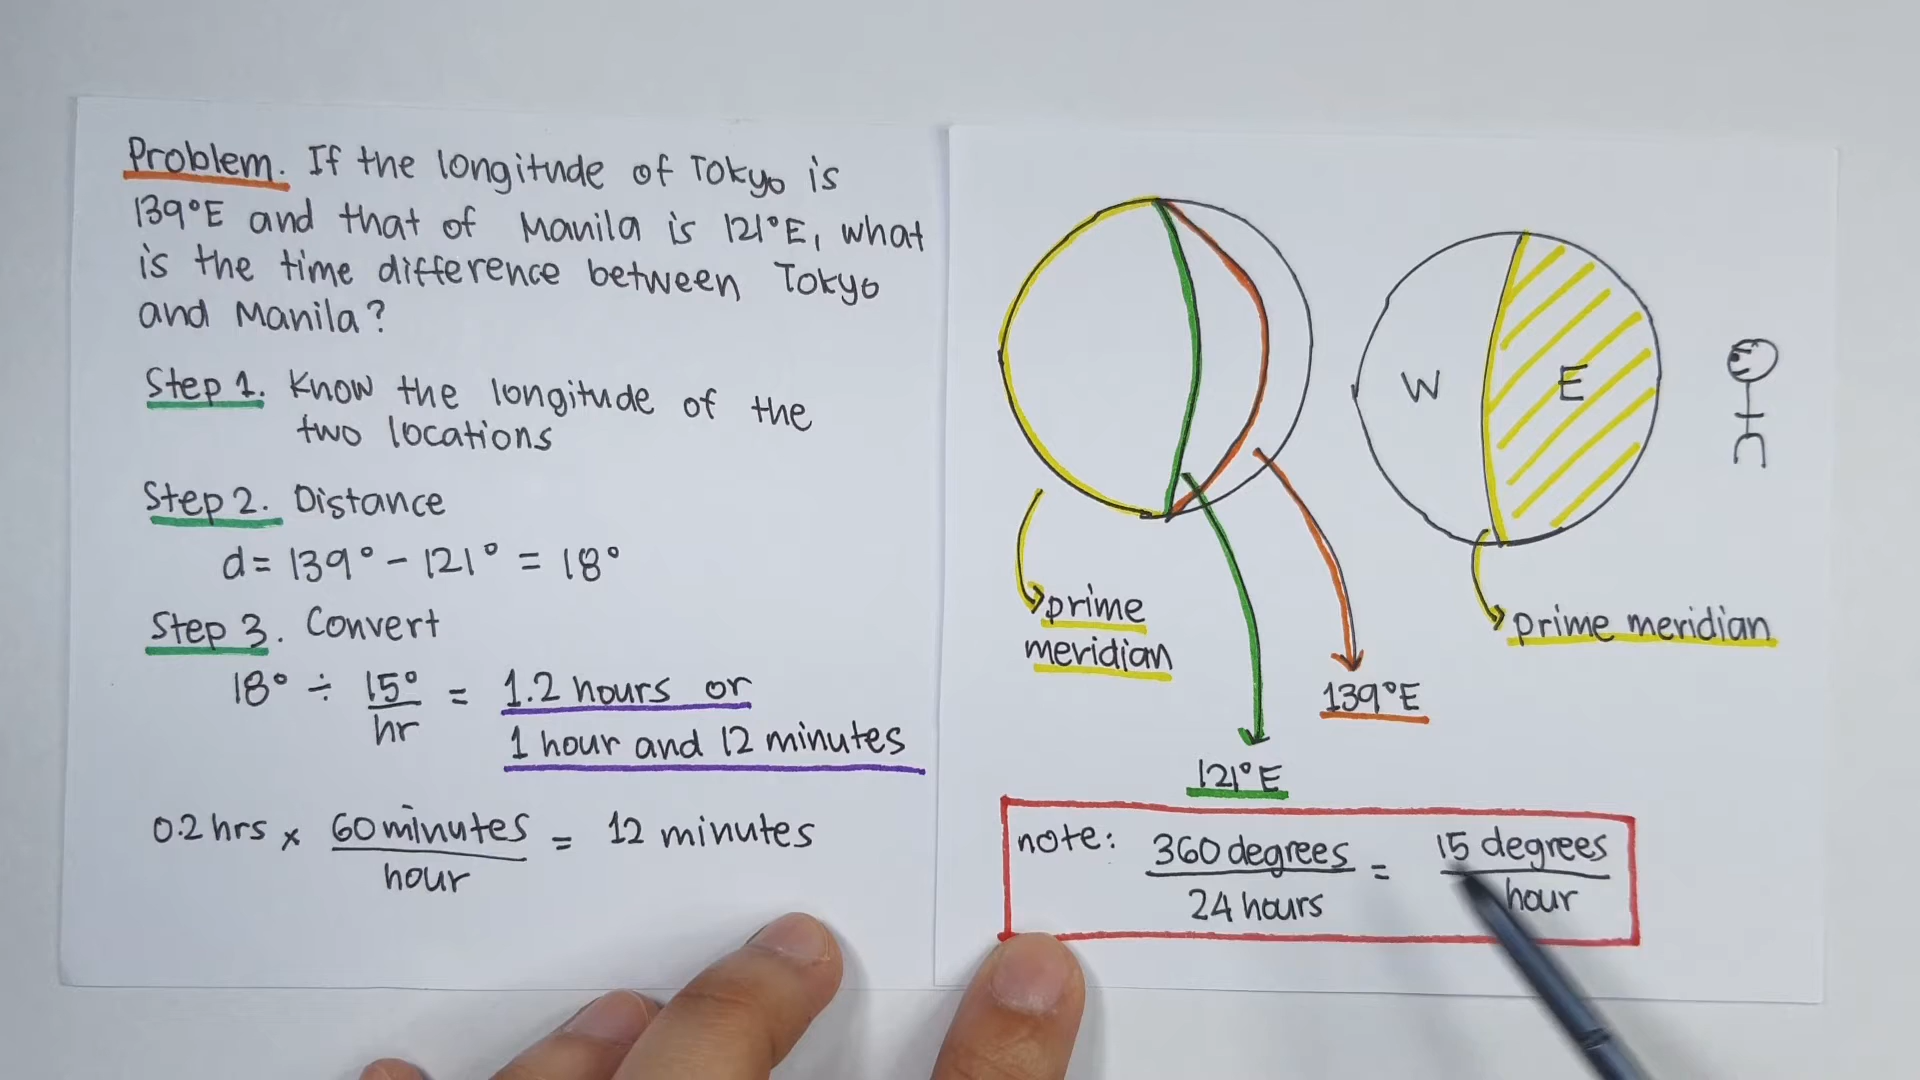 Problem. If the longitude of Tokyo is
139°E and that of Manila is 121°E, what
is the time difference between Tokyo
and Manila?
Step 1. Know the longitude of the
two locations
Step 2. Distance
d = 139° - 121° = 18°
Step 3. Convert
18° ÷ 15°/hr = 1.2 hours or
1 hour and 12 minutes
0.2 hrs x 60 minutes/hour = 12 minutes
W E
prime
meridian
prime meridian
139°E
121°E
note: 360 degrees/24 hours = 15 degrees/hour